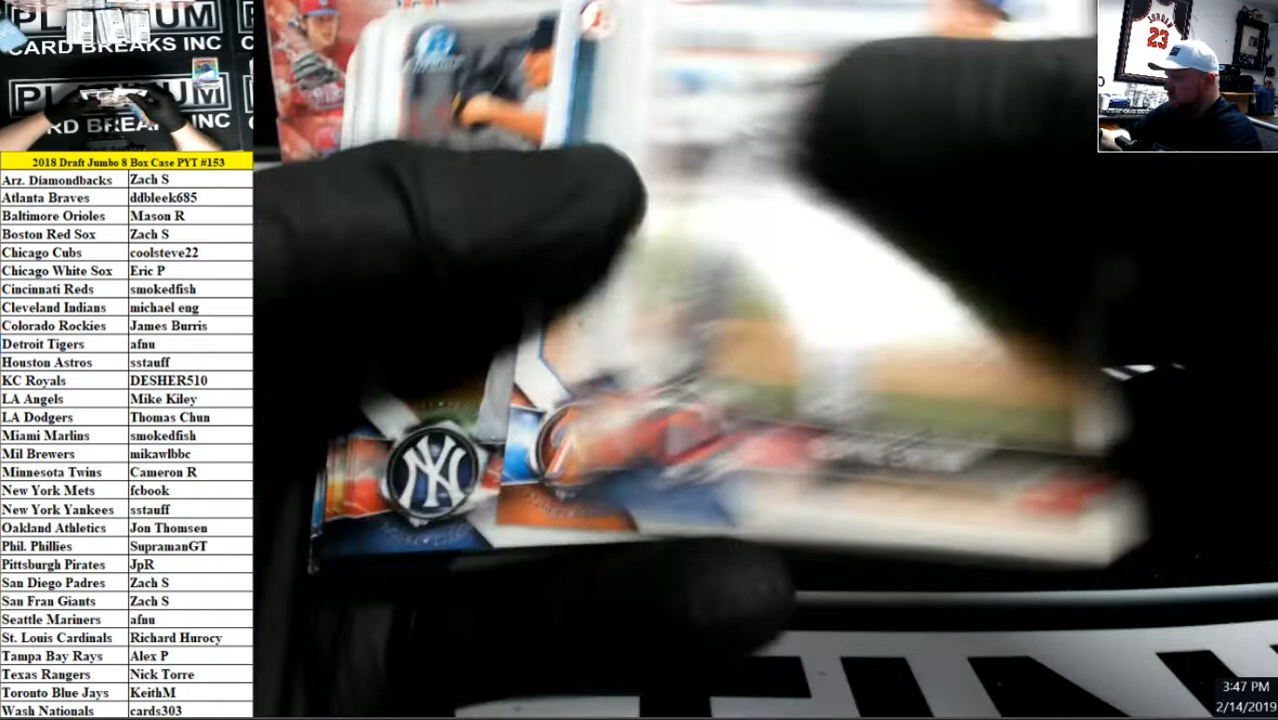 PLATINUM
CARD BREAKS INC
JORDAN
23
2018 Draft Jumbo 8 Box Case PYT #153
Arz. Diamondbacks Zach S
Atlanta Braves ddbleek685
Baltimore Orioles Mason R
Boston Red Sox Zach S
Chicago Cubs coolsteve22
Chicago White Sox Eric P
Cincinnati Reds smokedfish
Cleveland Indians michael eng
Colorado Rockies James Burris
Detroit Tigers afnu
Houston Astros sstauff
KC Royals DESHER510
LA Angels Mike Kiley
LA Dodgers Thomas Chun
Miami Marlins smokedfish
Mil Brewers mikawlbbc
Minnesota Twins Cameron R
New York Mets fcbook
New York Yankees sstauff
Oakland Athletics Jon Thomsen
Phil. Phillies SupramanGT
Pittsburgh Pirates JpR
San Diego Padres Zach S
San Fran Giants Zach S
Seattle Mariners afnu
St. Louis Cardinals Richard Hurocy
Tampa Bay Rays Alex P
Texas Rangers Nick Torre
Toronto Blue Jays KeithM
Wash Nationals cards303
NY
3:47 PM
2/14/2019